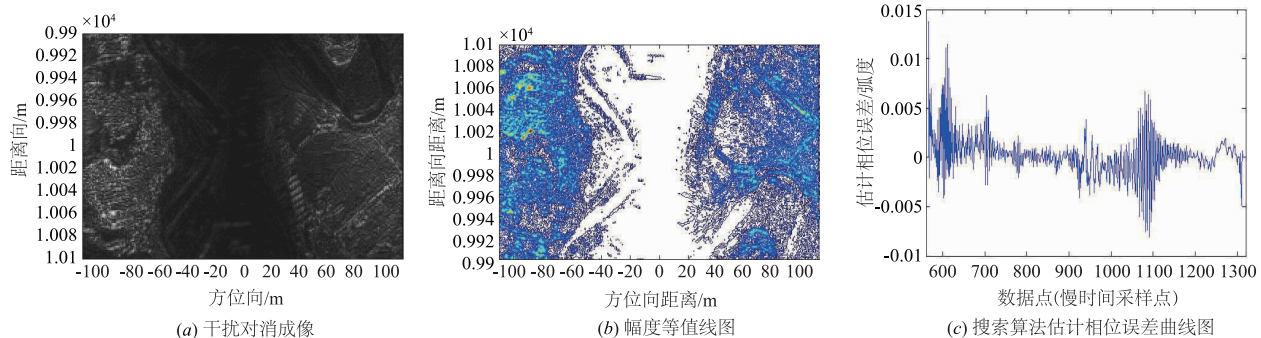 ×10⁴
0.99
0.992
0.994
0.996
0.998
1
1.002
1.004
1.006
1.008
1.01
距离向/m
-100 -80 -60 -40 -20 0 20 40 60 80 100
方位向/m
(a) 干扰对消成像
×10⁴
1.01
1.008
1.006
1.004
1.002
1
0.998
0.996
0.994
0.992
0.99
距离向距离/m
-100 -80 -60 -40 -20 0 20 40 60 80 100
方位向距离/m
(b) 幅度等值线图
0.015
0.01
0.005
0
-0.005
-0.01
估计相位误差/弧度
600 700 800 900 1000 1100 1200 1300
数据点(慢时间采样点)
(c) 搜索算法估计相位误差曲线图